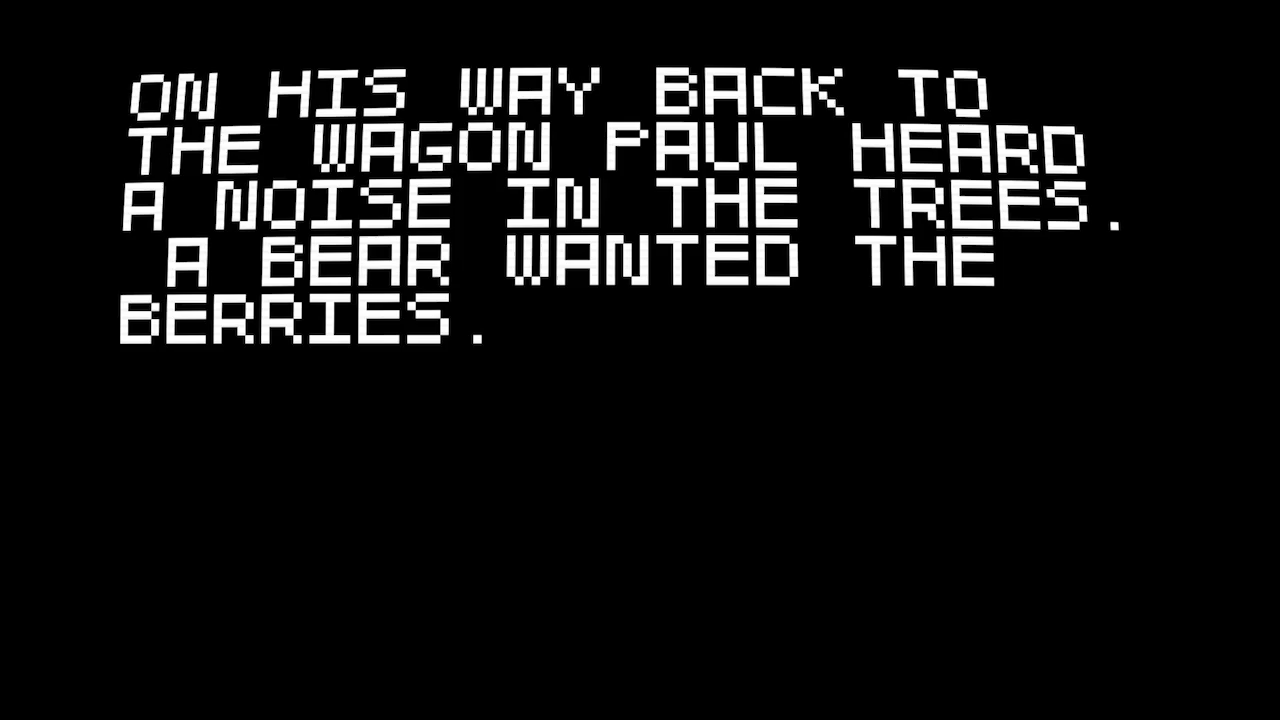 ON HIS WAY BACK TO
THE WAGON PAUL HEARD
A NOISE IN THE TREES.
A BEAR WANTED THE
BERRIES.